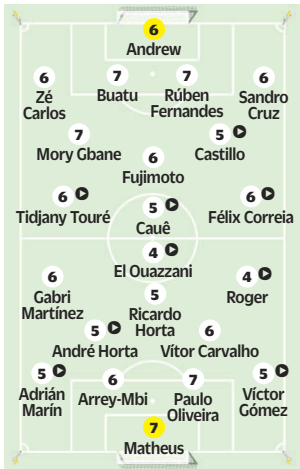 6
Andrew
6 7 7 6
Zé Carlos Buatu Rúben Fernandes Sandro Cruz
7 6 5
Mory Gbane Fujimoto Castillo
6 5 6
Tidjany Touré Cauê Félix Correia
4
El Ouazzani
6 5 4
Gabri Martínez Ricardo Horta Roger
5 6
André Horta Vítor Carvalho
5 6 7 5
Adrián Marín Arrey-Mbi Paulo Oliveira Víctor Gómez
7
Matheus